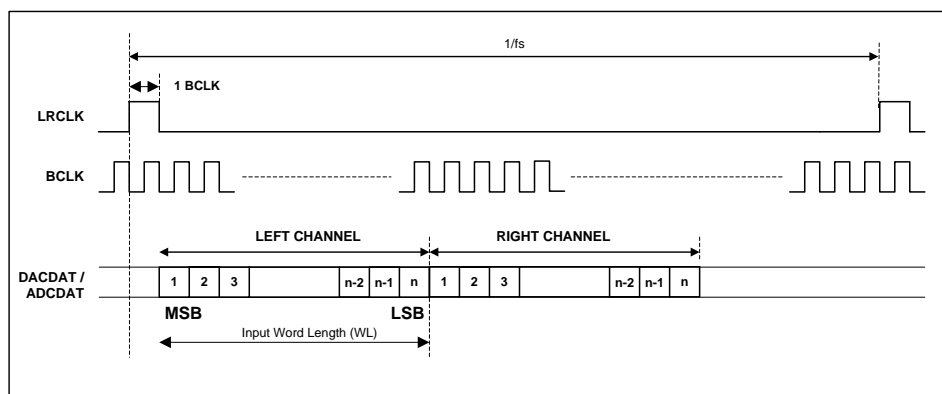 1/fs
1 BCLK
LRCLK
BCLK
LEFT CHANNEL RIGHT CHANNEL
DACDAT /
ADCDAT
1 2 3 n-2 n-1 n 1 2 3 n-2 n-1 n
MSB LSB
Input Word Length (WL)